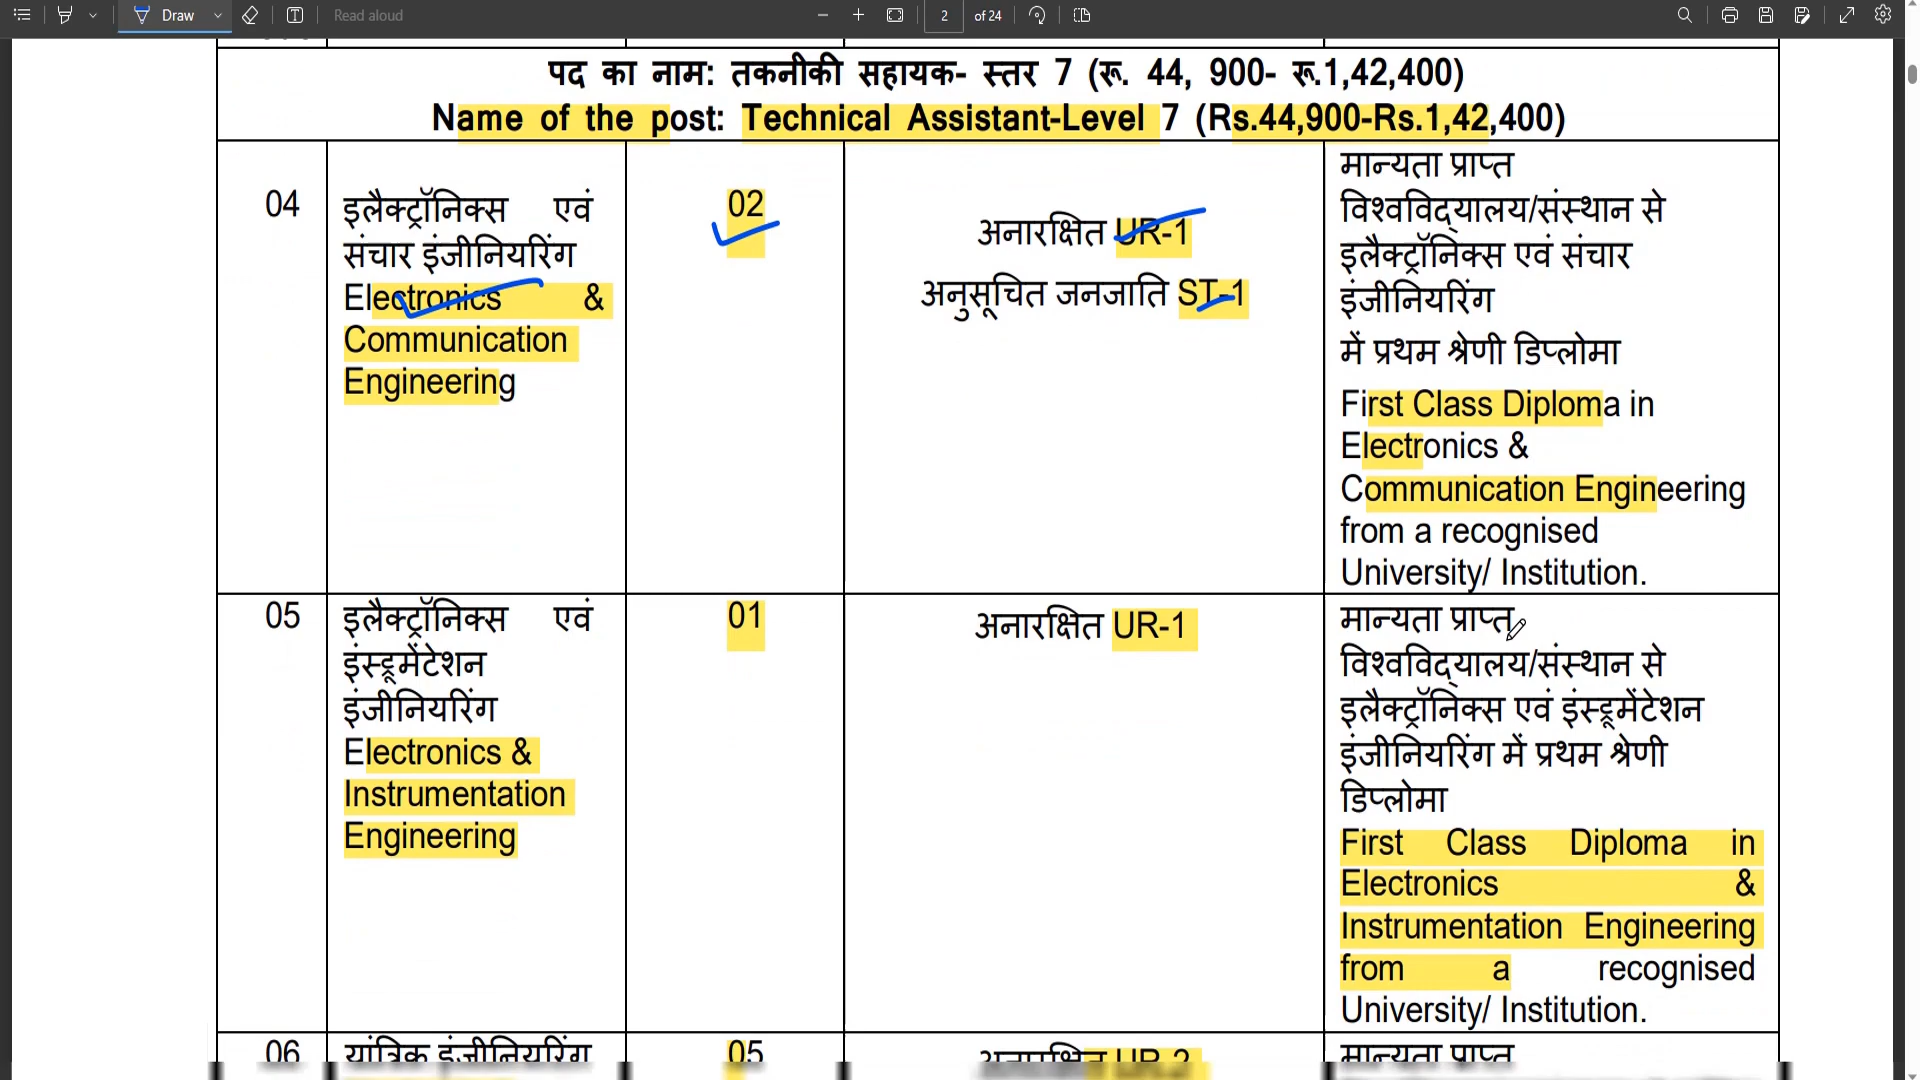 Draw
Read aloud
2 of 24
पद का नाम: तकनीकी सहायक- स्तर 7 (रू. 44, 900- रू.1,42,400)
Name of the post: Technical Assistant-Level 7 (Rs.44,900-Rs.1,42,400)
04
इलैक्ट्रॉनिक्स एवं
संचार इंजीनियरिंग
Electronics &
Communication
Engineering
02
अनारक्षित UR-1
अनुसूचित जनजाति ST-1
मान्यता प्राप्त
विश्वविद्यालय/संस्थान से
इलैक्ट्रॉनिक्स एवं संचार
इंजीनियरिंग
में प्रथम श्रेणी डिप्लोमा
First Class Diploma in
Electronics &
Communication Engineering
from a recognised
University/ Institution.
05
इलैक्ट्रॉनिक्स एवं
इंस्ट्रूमेंटेशन
इंजीनियरिंग
Electronics &
Instrumentation
Engineering
01
अनारक्षित UR-1
मान्यता प्राप्त
विश्वविद्यालय/संस्थान से
इलैक्ट्रॉनिक्स एवं इंस्ट्रूमेंटेशन
इंजीनियरिंग में प्रथम श्रेणी
डिप्लोमा
First Class Diploma in
Electronics &
Instrumentation Engineering
from a recognised
University/ Institution.
06
यांत्रिक इंजीनियरिंग
05
अनारक्षित UR-2
मान्यता प्राप्त